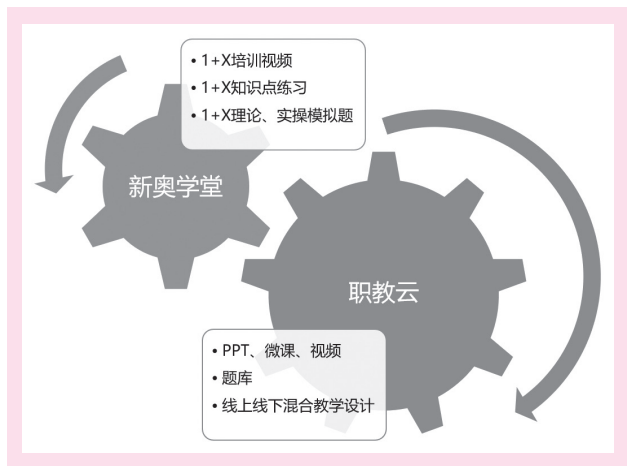 • 1+X培训视频
• 1+X知识点练习
• 1+X理论、实操模拟题
新奥学堂
职教云
• PPT、微课、视频
• 题库
• 线上线下混合教学设计